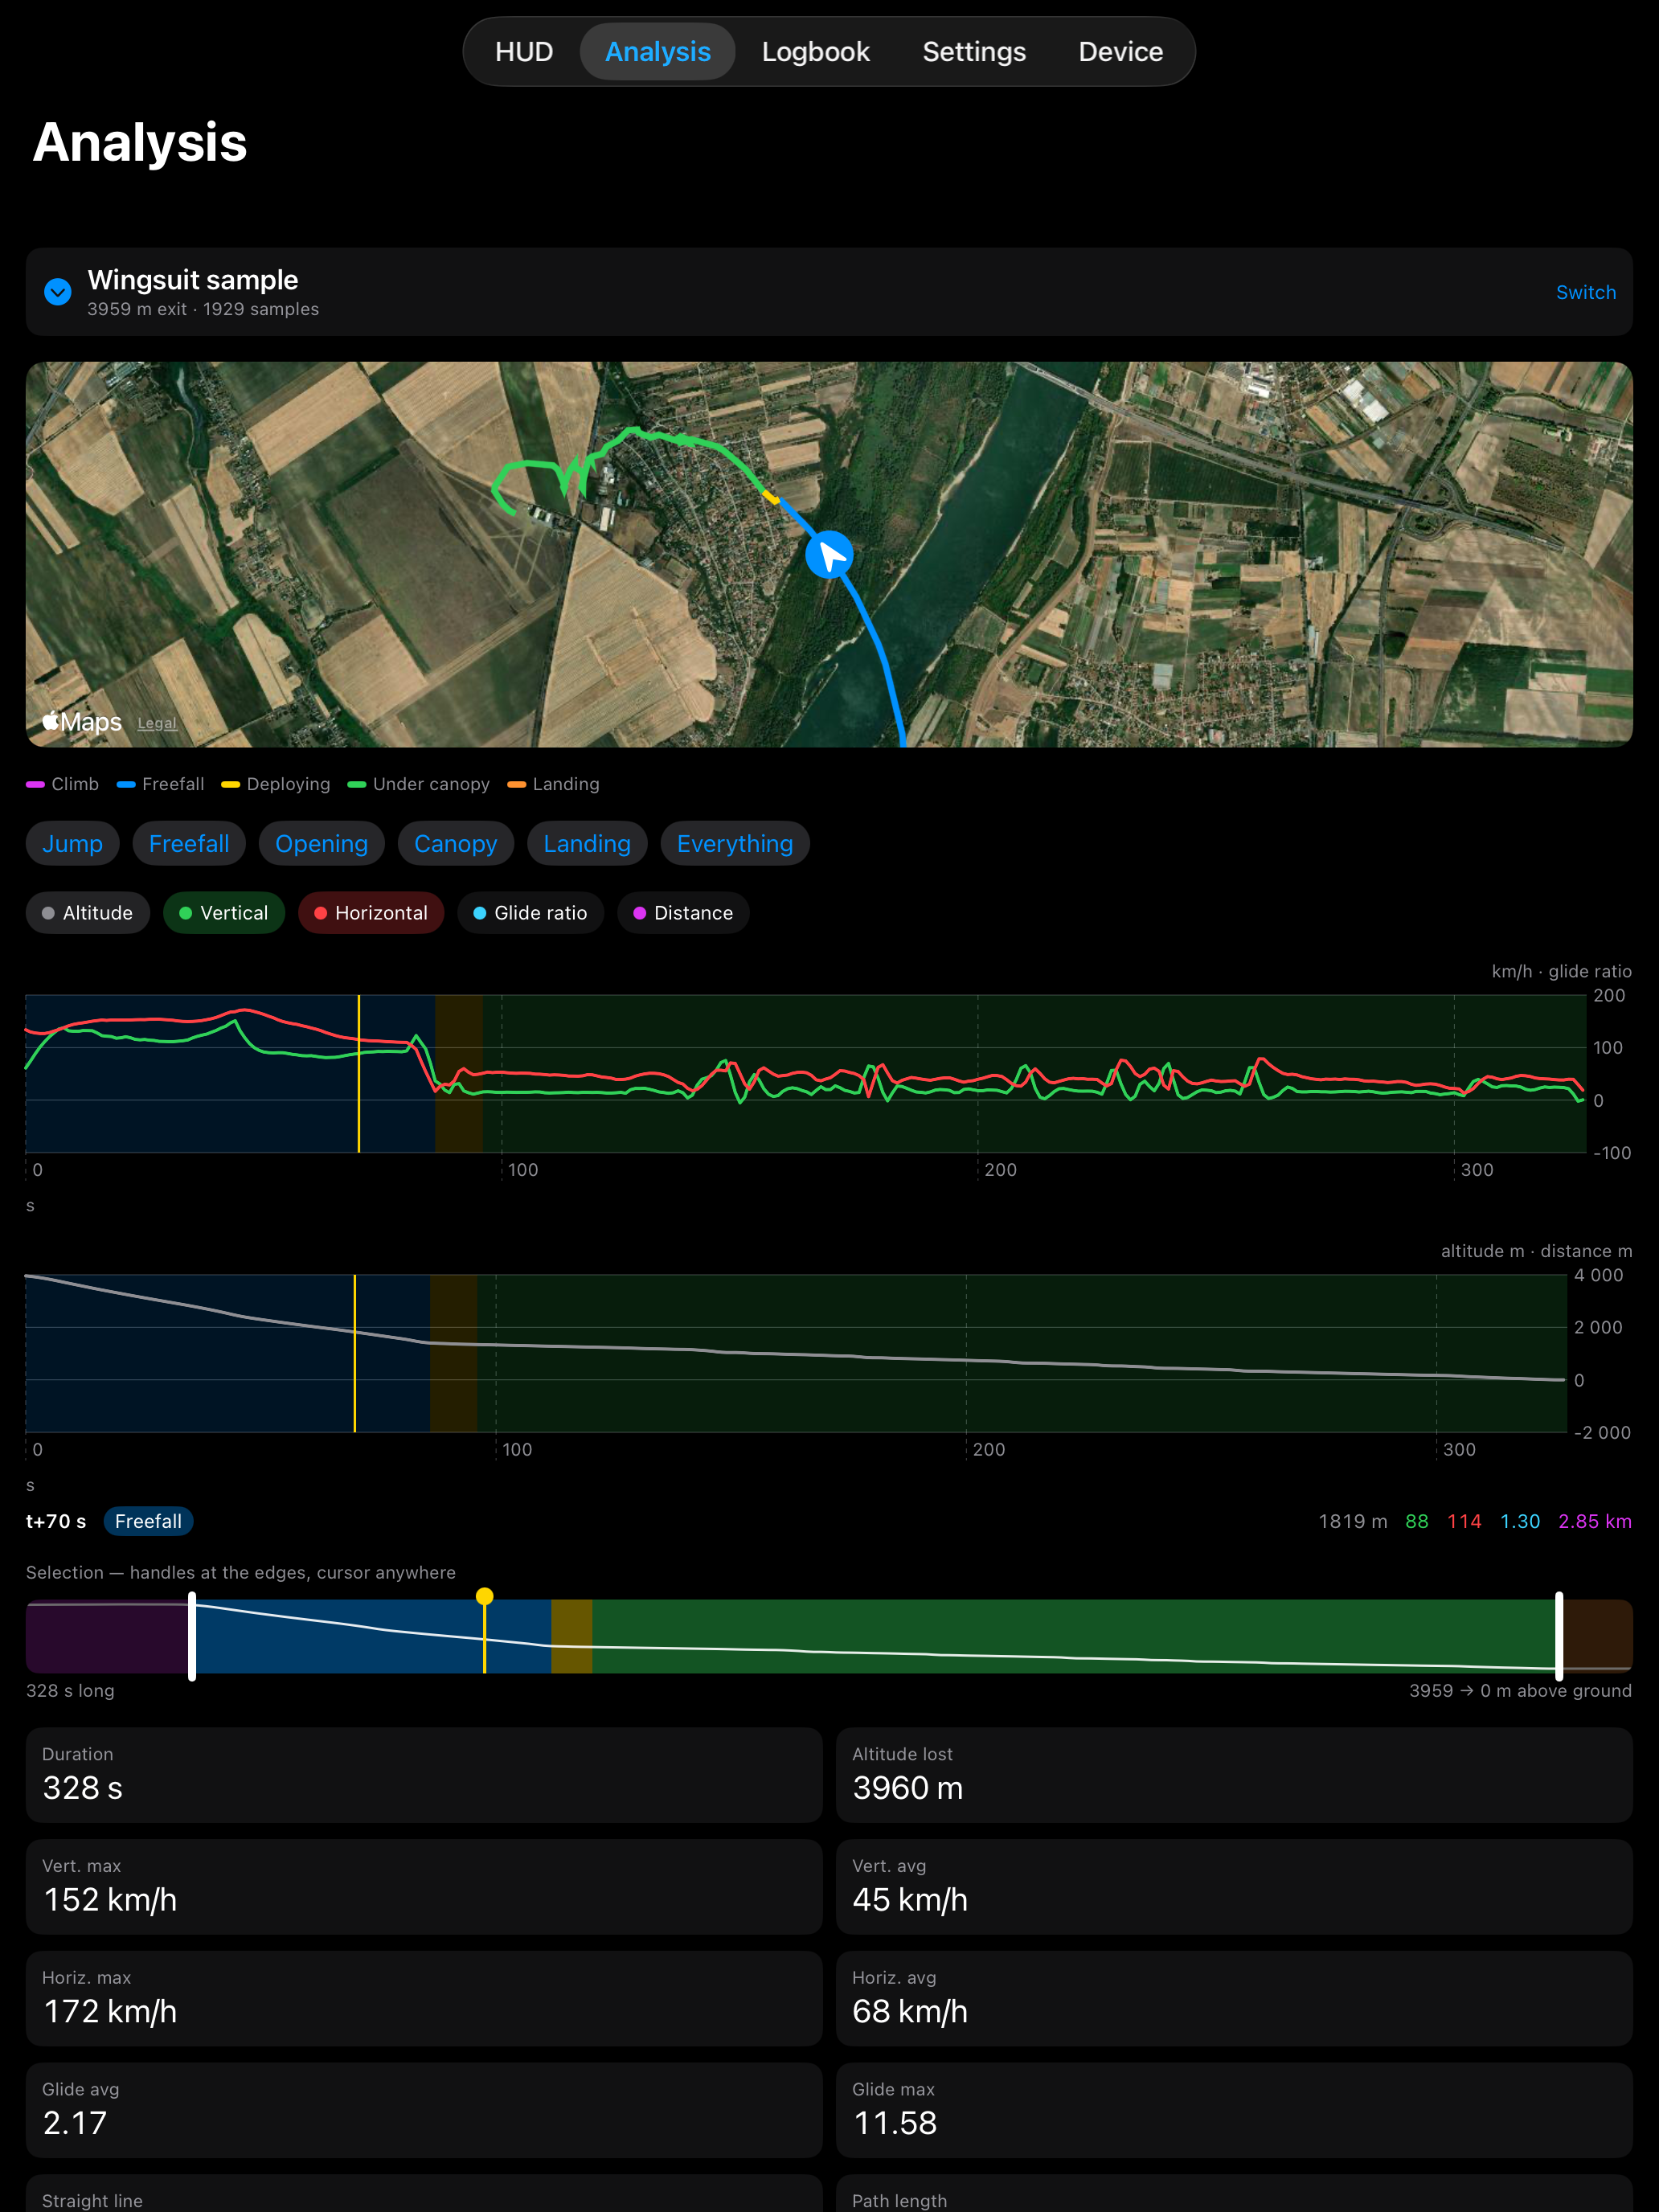 HUD Analysis Logbook Settings Device
Analysis
Wingsuit sample
3959 m exit · 1929 samples
Switch
Maps Legal
Climb Freefall Deploying Under canopy Landing
Jump Freefall Opening Canopy Landing Everything
Altitude Vertical Horizontal Glide ratio Distance
km/h · glide ratio
200
100
0
-100
0 100 200 300
s
altitude m · distance m
4 000
2 000
0
-2 000
0 100 200 300
s
t+70 s Freefall 1819 m 88 114 1.30 2.85 km
Selection — handles at the edges, cursor anywhere
328 s long 3959 → 0 m above ground
Duration
328 s
Altitude lost
3960 m
Vert. max
152 km/h
Vert. avg
45 km/h
Horiz. max
172 km/h
Horiz. avg
68 km/h
Glide avg
2.17
Glide max
11.58
Straight line
Path length